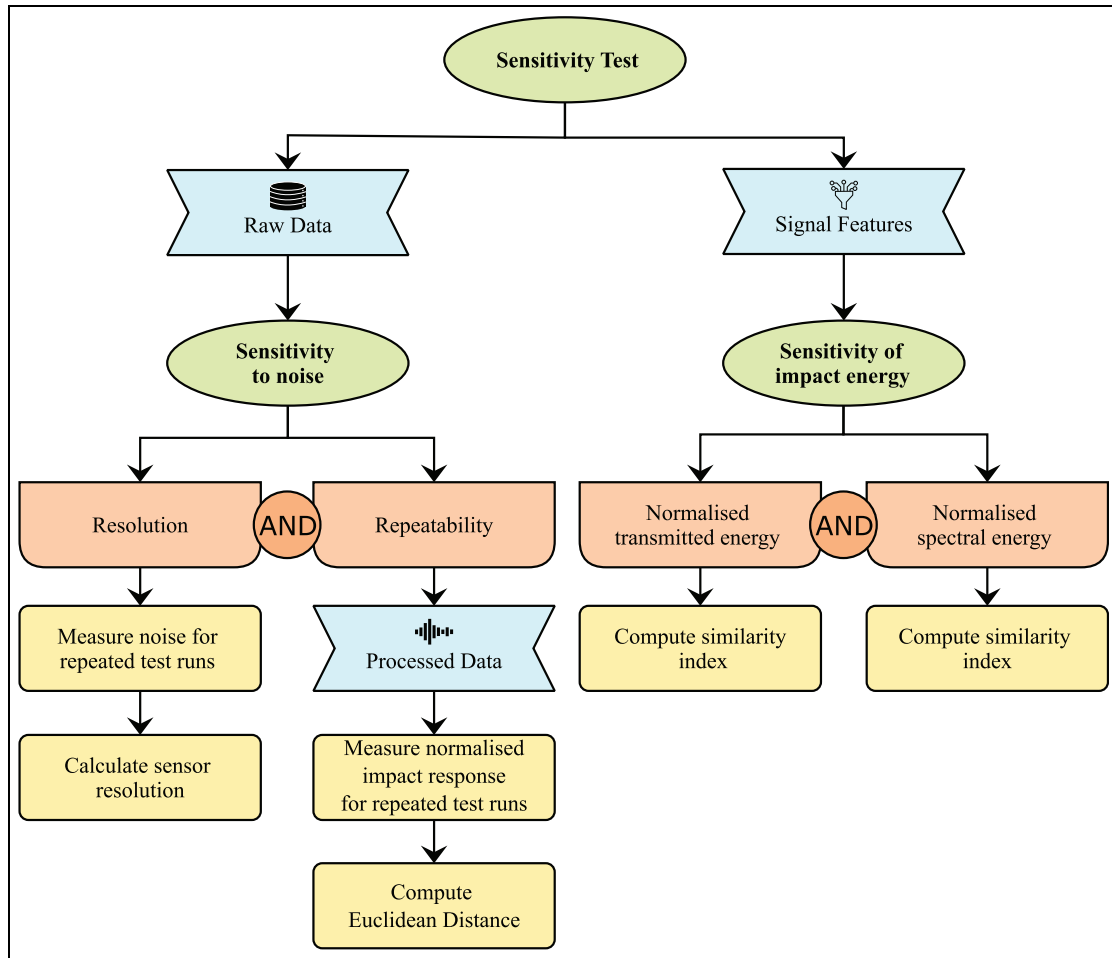 Sensitivity Test
Raw Data
Signal Features
Sensitivity
to noise
Sensitivity of
impact energy
Resolution
AND
Repeatability
Normalised
transmitted energy
AND
Normalised
spectral energy
Measure noise for
repeated test runs
Processed Data
Compute similarity
index
Compute similarity
index
Calculate sensor
resolution
Measure normalised
impact response
for repeated test runs
Compute
Euclidean Distance